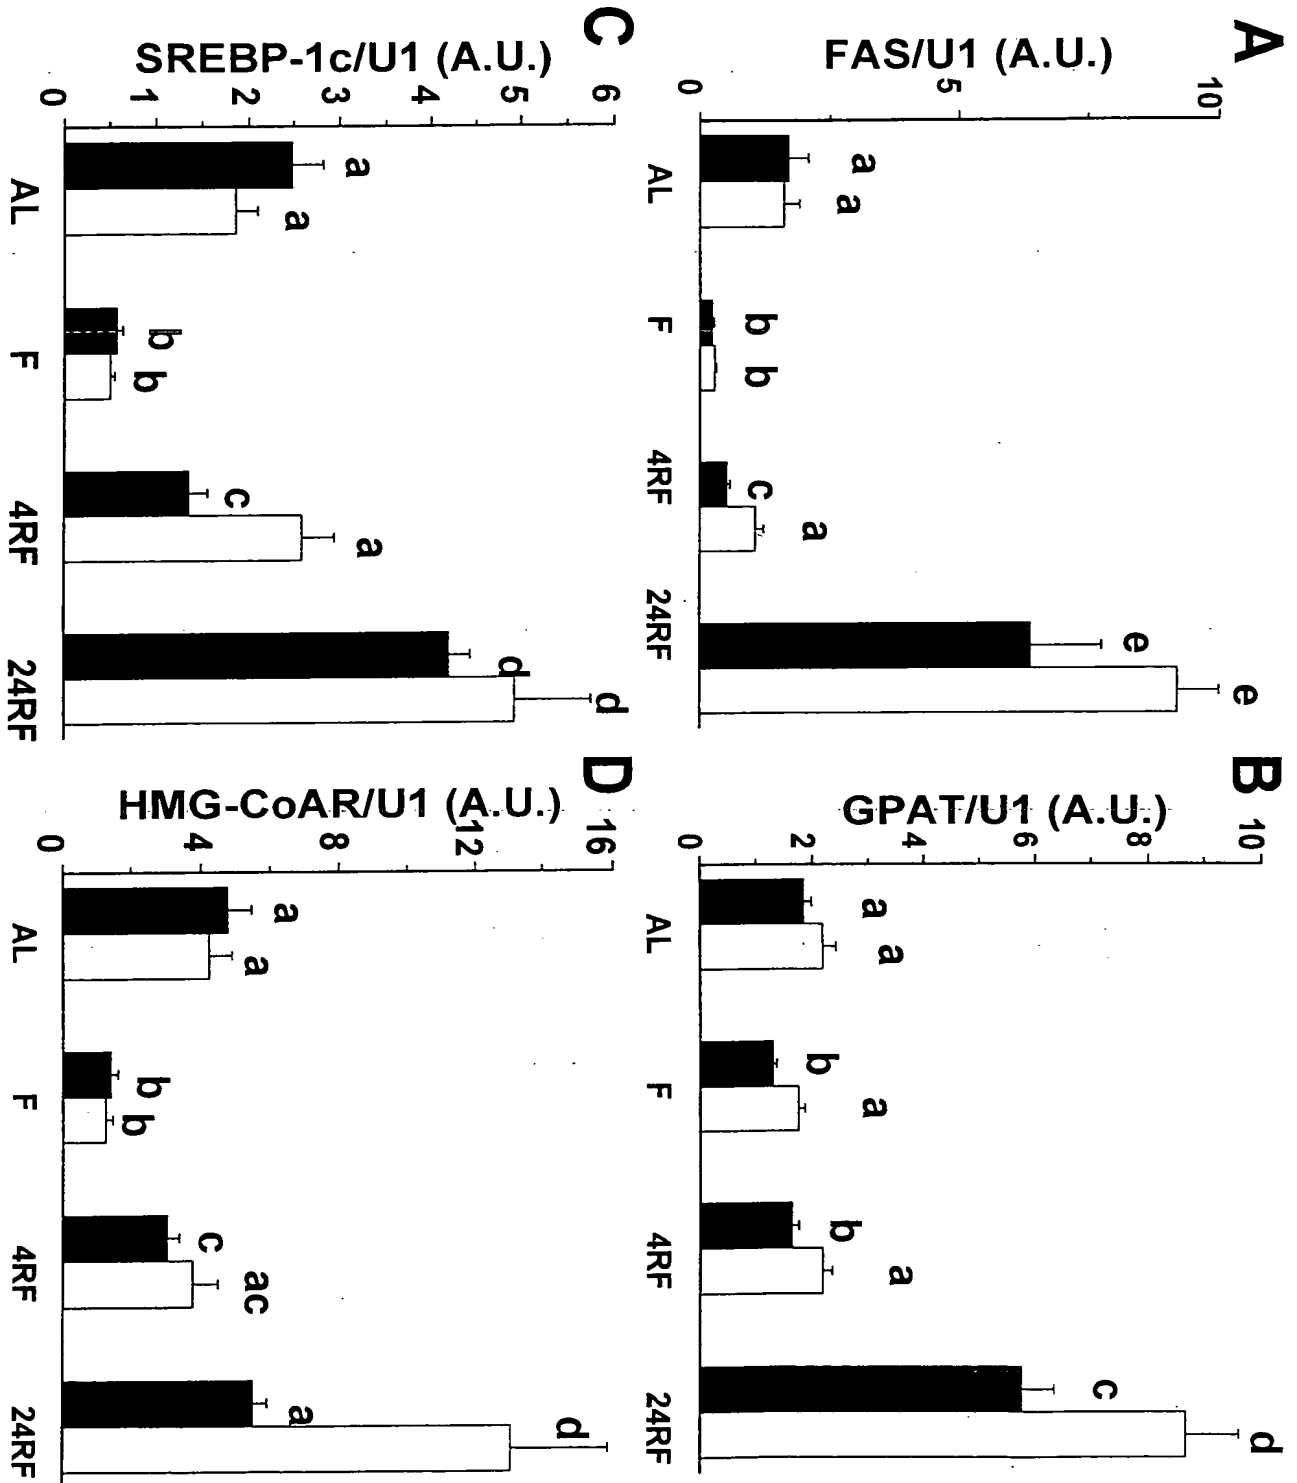 A
FAS/U1 (A.U.)
10
5
0
a
a
b
b
c
a
e
e
AL F 4RF 24RF
B
GPAT/U1 (A.U.)
10
8
6
4
2
0
a
a
b
a
b
a
c
d
AL F 4RF 24RF
C
SREBP-1c/U1 (A.U.)
6
5
4
3
2
1
0
a
a
b
b
c
a
d
d
AL F 4RF 24RF
D
HMG-CoAR/U1 (A.U.)
16
12
8
4
0
a
a
b
b
c
ac
a
d
AL F 4RF 24RF